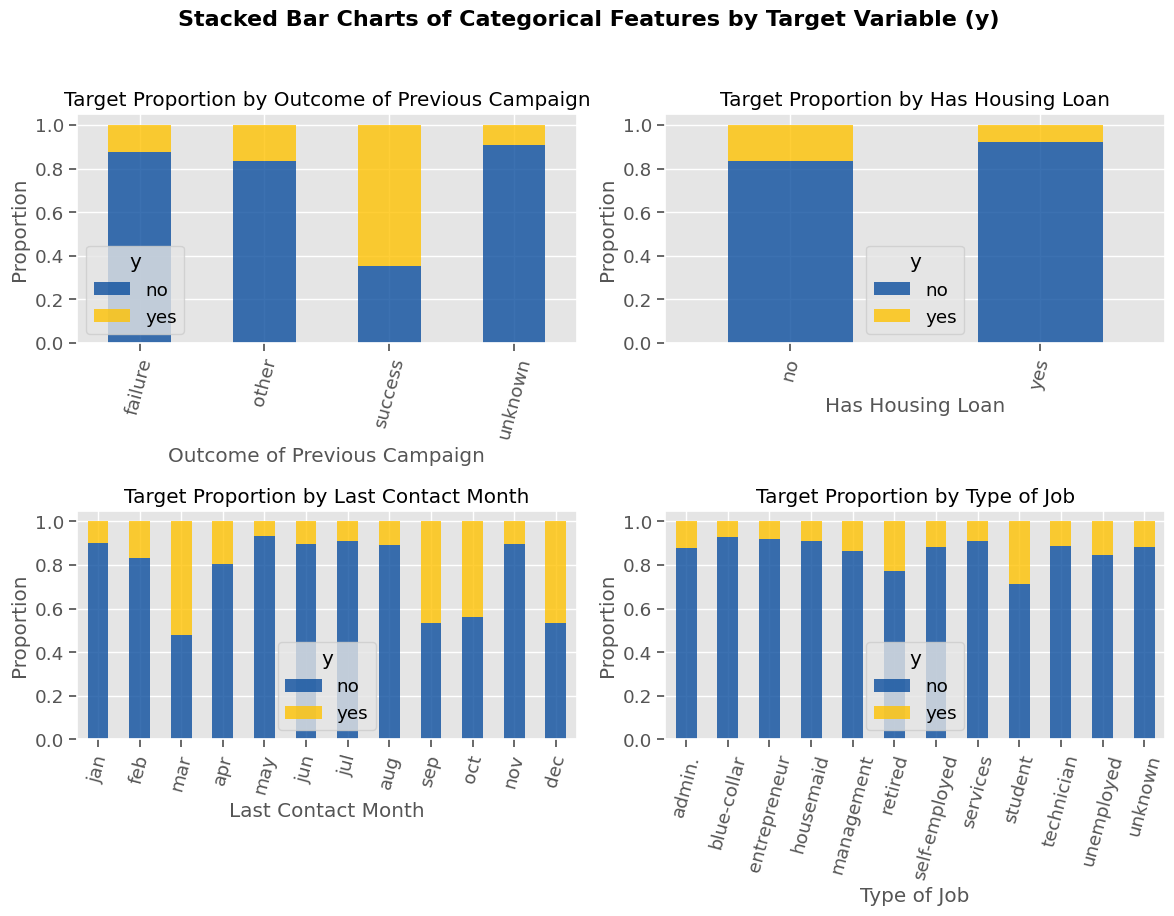 Stacked Bar Charts of Categorical Features by Target Variable (y)
Target Proportion by Outcome of Previous Campaign
Proportion
1.0
0.8
0.6
0.4
0.2
0.0
y
no
yes
failure
other
success
unknown
Outcome of Previous Campaign
Target Proportion by Has Housing Loan
Proportion
1.0
0.8
0.6
0.4
0.2
0.0
y
no
yes
no
yes
Has Housing Loan
Target Proportion by Last Contact Month
Proportion
1.0
0.8
0.6
0.4
0.2
0.0
y
no
yes
jan
feb
mar
apr
may
jun
jul
aug
sep
oct
nov
dec
Last Contact Month
Target Proportion by Type of Job
Proportion
1.0
0.8
0.6
0.4
0.2
0.0
y
no
yes
admin.
blue-collar
entrepreneur
housemaid
management
retired
self-employed
services
student
technician
unemployed
unknown
Type of Job